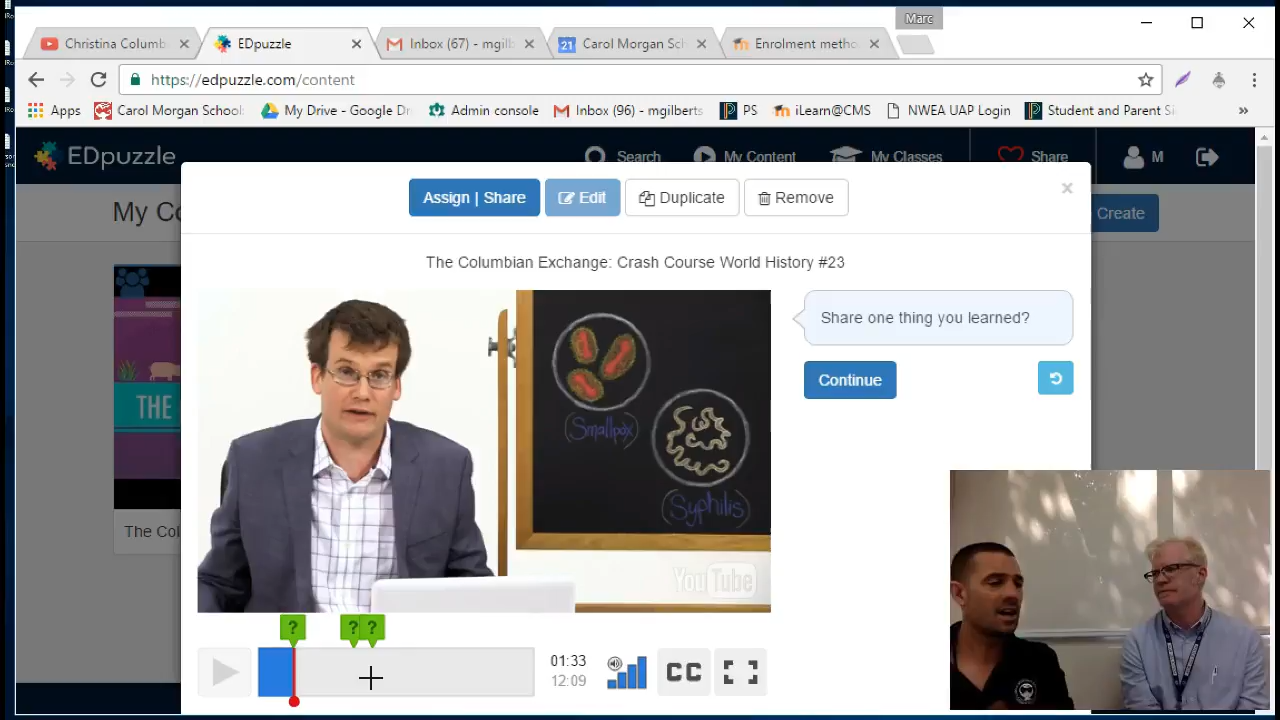 Marc
Christina Columb
EDpuzzle
Inbox (67) - mgilb
21
Carol Morgan Sc
Enrolment metho
https://edpuzzle.com/content
Apps
Carol Morgan School:
My Drive - Google Dr
Admin console
Inbox (96) - mgilberts
PS
iLearn@CMS
NWEA UAP Login
Student and Parent Si
»
EDpuzzle
Search
My Content
My Classes
Share
M
My Co
Create
Assign | Share
Edit
Duplicate
Remove
×
The Columbian Exchange: Crash Course World History #23
THE
The Col
(Smallpox)
(Syphilis)
YouTube
Share one thing you learned?
Continue
? ? ?
01:33
12:09
CC